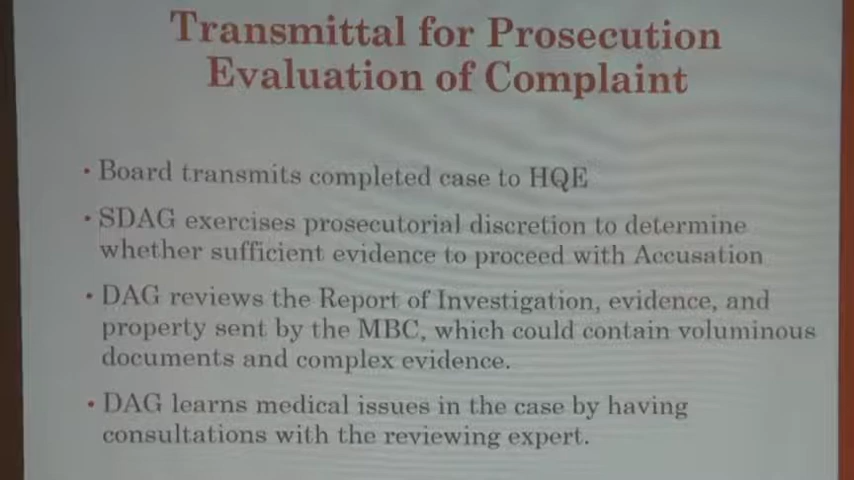 Transmittal for Prosecution
Evaluation of Complaint
• Board transmits completed case to HQE
• SDAG exercises prosecutorial discretion to determine
whether sufficient evidence to proceed with Accusation
• DAG reviews the Report of Investigation, evidence, and
property sent by the MBC, which could contain voluminous
documents and complex evidence.
• DAG learns medical issues in the case by having
consultations with the reviewing expert.